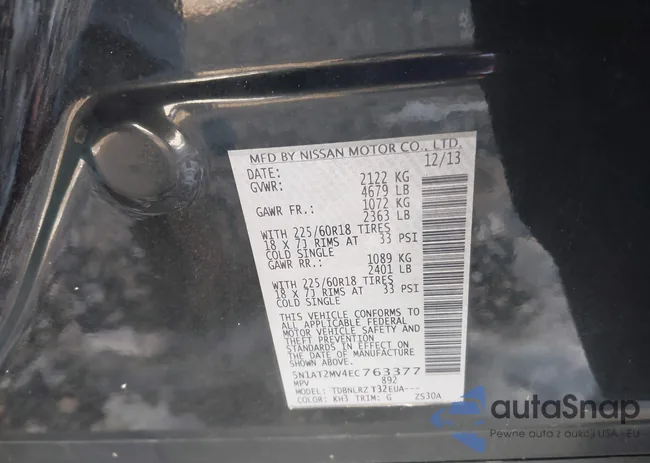 MFD BY NISSAN MOTOR CO., LTD.
DATE: 12/13
GVWR: 2122 KG
4679 LB
GAWR FR.: 1072 KG
2363 LB
WITH 225/60R18 TIRES
18 X 7J RIMS AT 33 PSI
COLD SINGLE
GAWR RR.: 1089 KG
2401 LB
WITH 225/60R18 TIRES
18 X 7J RIMS AT 33 PSI
COLD SINGLE
THIS VEHICLE CONFORMS TO
ALL APPLICABLE FEDERAL
MOTOR VEHICLE SAFETY AND
THEFT PREVENTION
STANDARDS IN EFFECT ON
THE DATE OF MANUFACTURE.
5N1AT2MV4EC763377
MPV 892
MODEL: TDBNLRZ T32EUA---
COLOR: KH3 TRIM: G ZS30A
autoSnap
Pewne auto z aukcji USA - EU